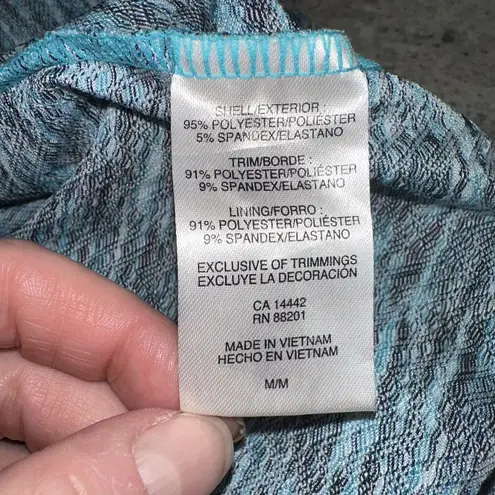 SHELL/EXTERIOR :
95% POLYESTER/POLIÉSTER
5% SPANDEX/ELASTANO
TRIM/BORDE :
91% POLYESTER/POLIÉSTER
9% SPANDEX/ELASTANO
LINING/FORRO :
91% POLYESTER/POLIÉSTER
9% SPANDEX/ELASTANO
EXCLUSIVE OF TRIMMINGS
EXCLUYE LA DECORACIÓN
CA 14442
RN 88201
MADE IN VIETNAM
HECHO EN VIETNAM
M/M